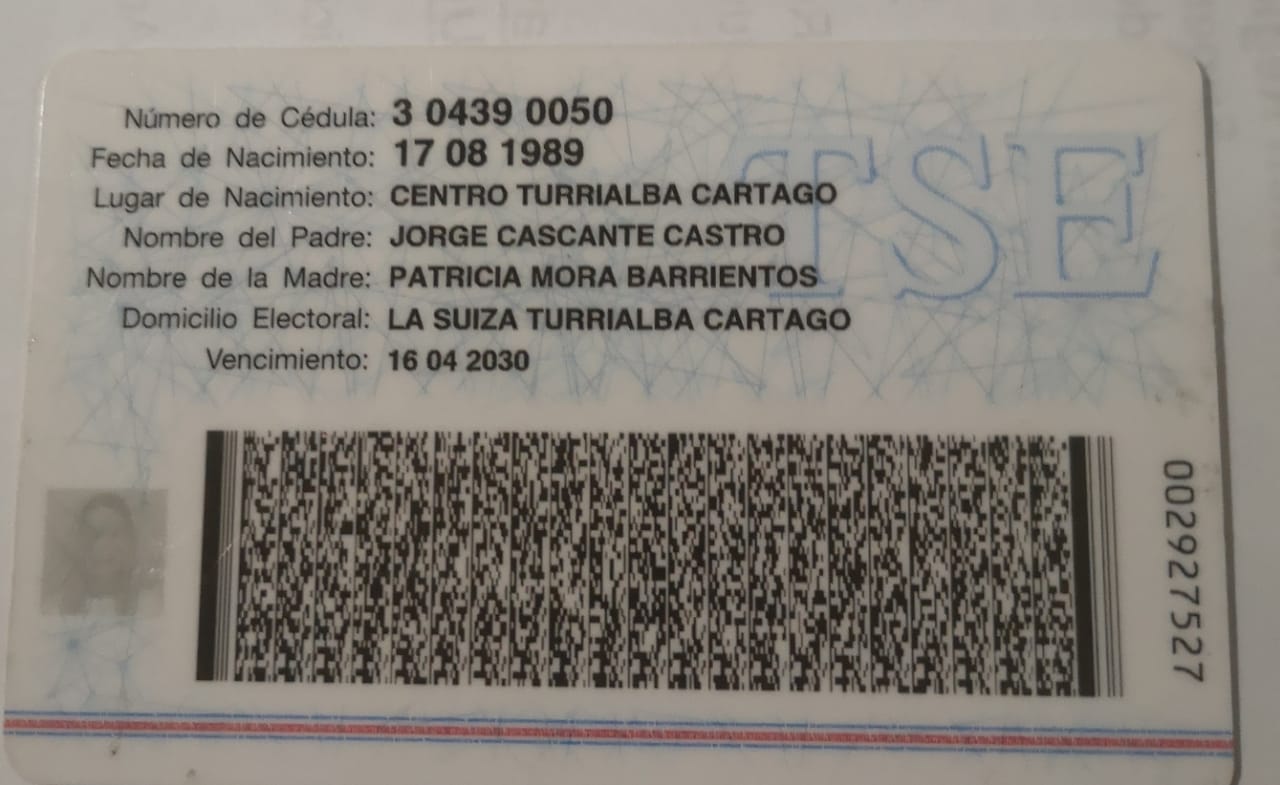 Número de Cédula: 3 0439 0050
Fecha de Nacimiento: 17 08 1989
Lugar de Nacimiento: CENTRO TURRIALBA CARTAGO
Nombre del Padre: JORGE CASCANTE CASTRO
Nombre de la Madre: PATRICIA MORA BARRIENTOS
Domicilio Electoral: LA SUIZA TURRIALBA CARTAGO
Vencimiento: 16 04 2030
TSE
002927527